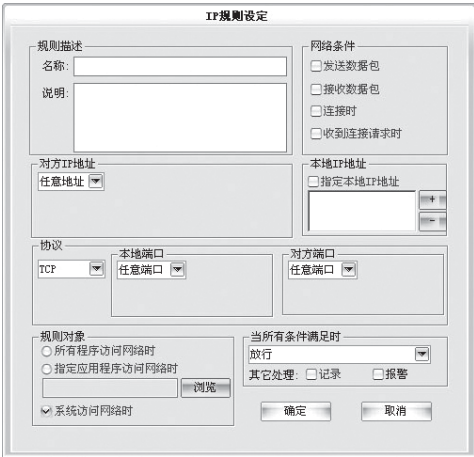 IP规则设定
规则描述
名称:
说明:
网络条件
发送数据包
接收数据包
连接时
收到连接请求时
对方IP地址
任意地址
本地IP地址
指定本地IP地址
+
-
协议
TCP
本地端口
任意端口
对方端口
任意端口
规则对象
所有程序访问网络时
指定应用程序访问网络时
浏览
系统访问网络时
当所有条件满足时
放行
其它处理: 记录 报警
确定
取消